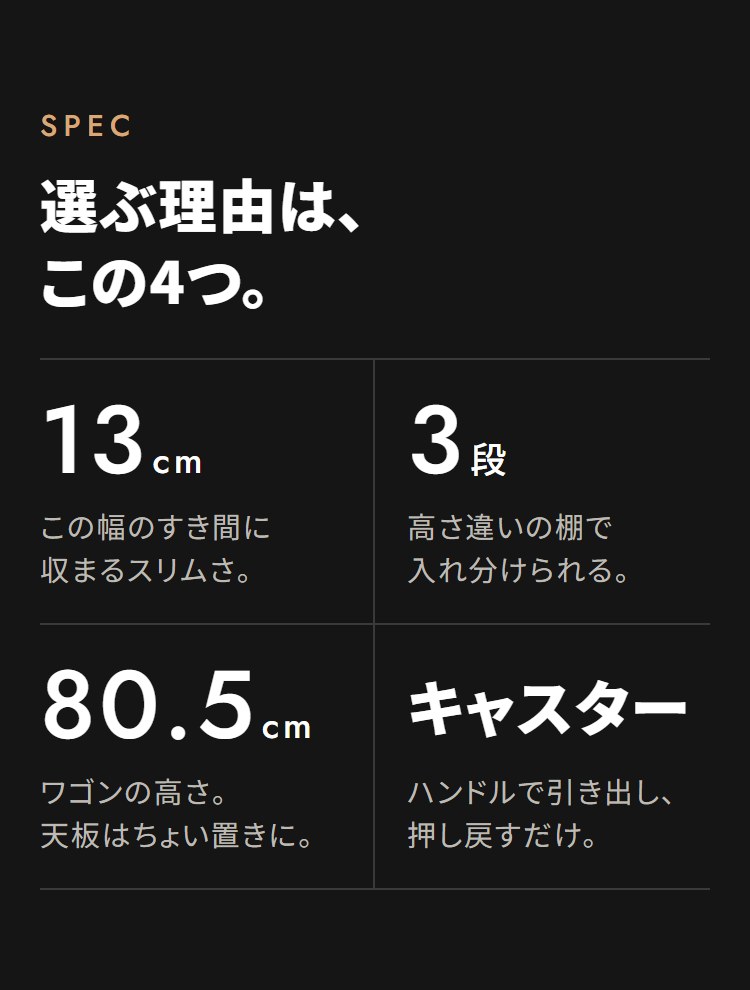 SPEC
選ぶ理由は、
この4つ。
13cm
この幅のすき間に
収まるスリムさ。
3段
高さ違いの棚で
入れ分けられる。
80.5cm
ワゴンの高さ。
天板はちょい置きに。
キャスター
ハンドルで引き出し、
押し戻すだけ。